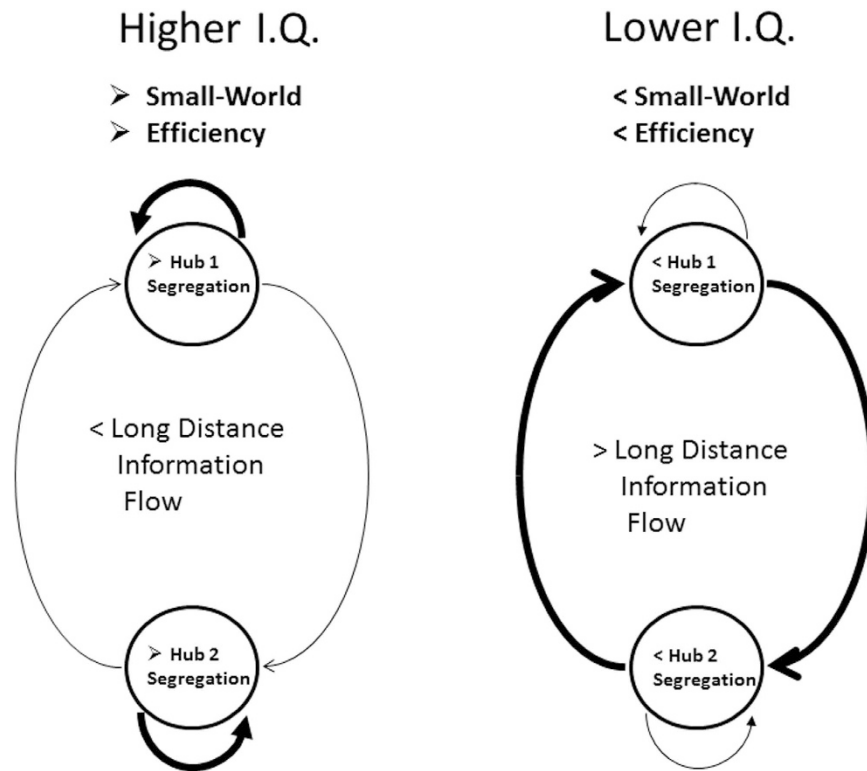 Higher I.Q.
➢ Small-World
➢ Efficiency
➢ Hub 1
Segregation
< Long Distance
Information
Flow
➢ Hub 2
Segregation
Lower I.Q.
< Small-World
< Efficiency
< Hub 1
Segregation
> Long Distance
Information
Flow
< Hub 2
Segregation